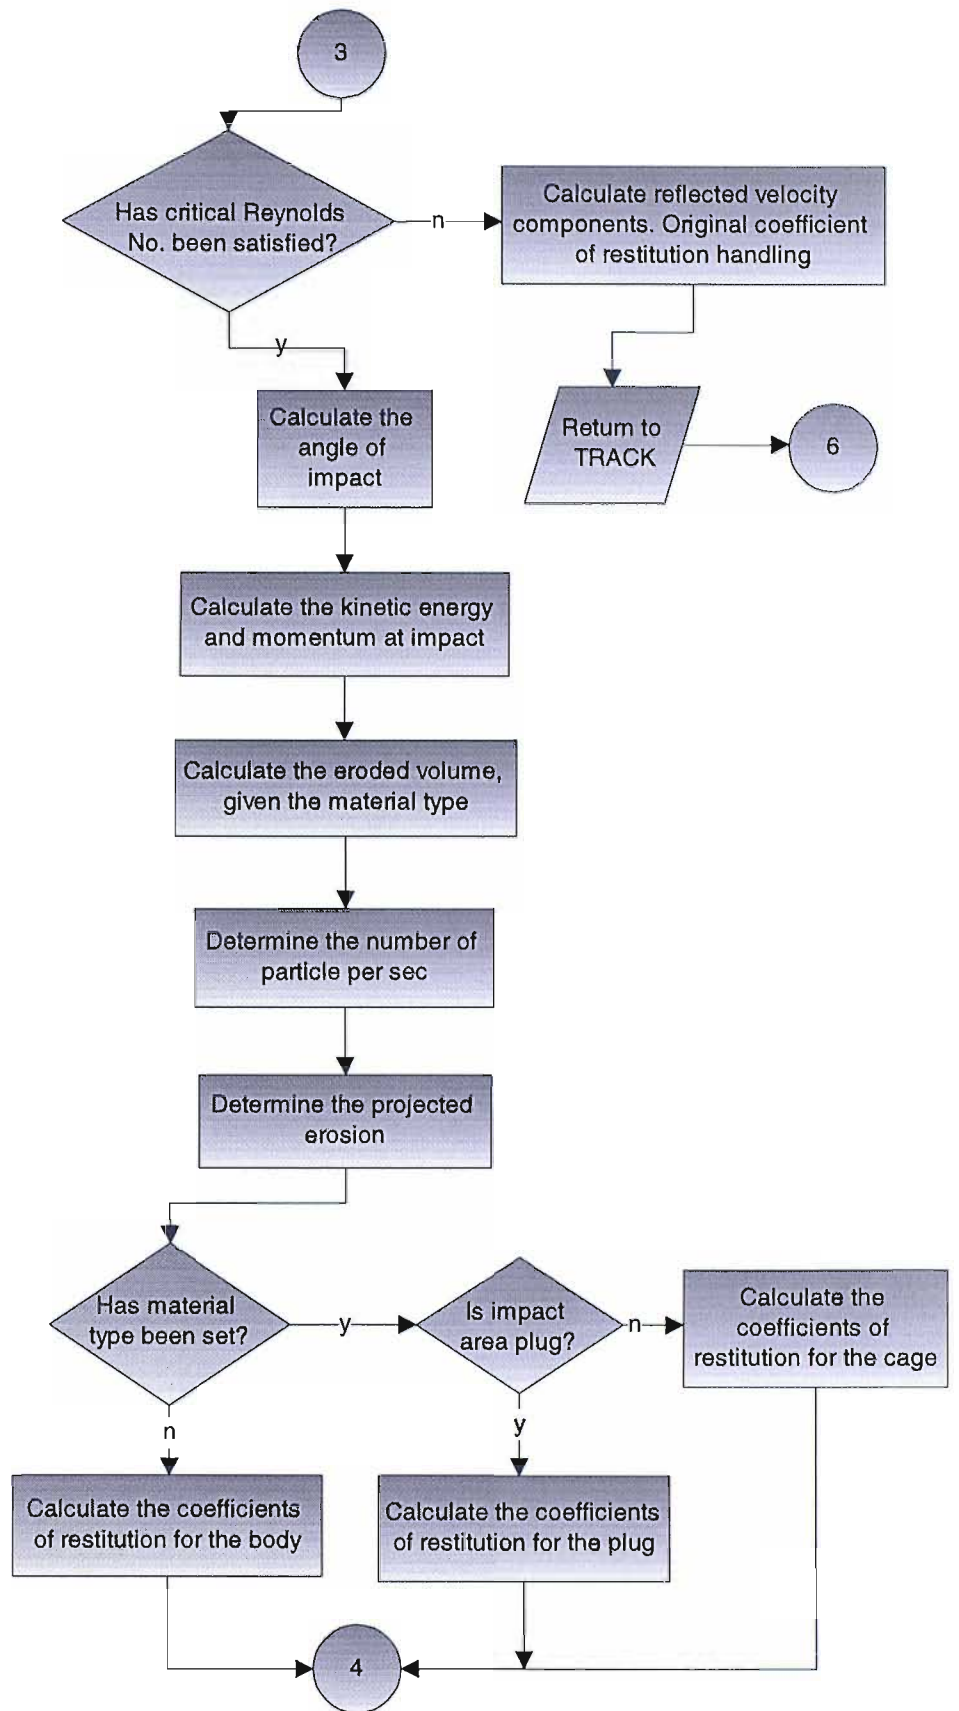 3
Has critical Reynolds
No. been satisfied?
n
Calculate reflected velocity
components. Original coefficient
of restitution handling
y
Calculate the
angle of
impact
Return to
TRACK
6
Calculate the kinetic energy
and momentum at impact
Calculate the eroded volume,
given the material type
Determine the number of
particle per sec
Determine the projected
erosion
Has material
type been set?
y
Is impact
area plug?
n
Calculate the
coefficients of
restitution for the cage
n
y
Calculate the coefficients
of restitution for the body
Calculate the coefficients
of restitution for the plug
4